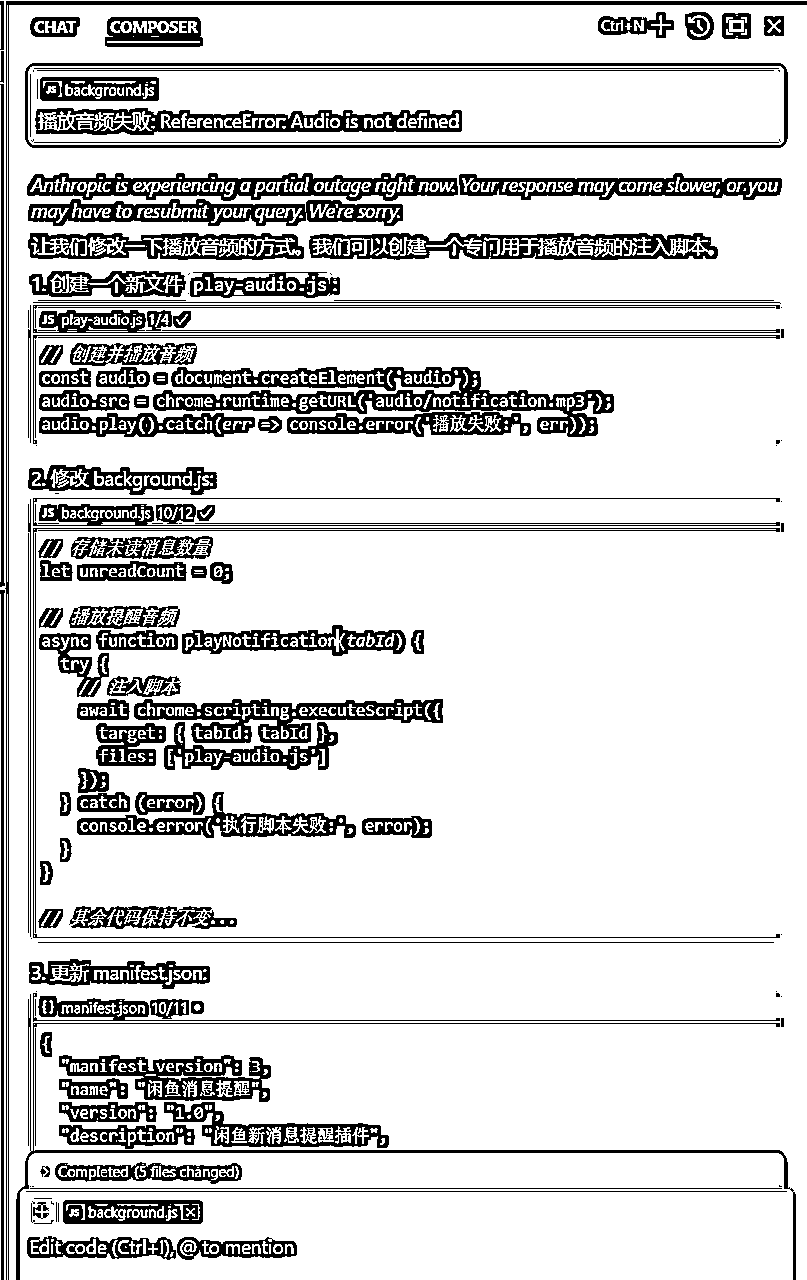 CHAT COMPOSER Ctrl+N
JS background.js
播放音频失败: ReferenceError: Audio is not defined
Anthropic is experiencing a partial outage right now. Your response may come slower, or you
may have to resubmit your query. We're sorry.
让我们修改一下播放音频的方式。我们可以创建一个专门用于播放音频的注入脚本。
1. 创建一个新文件 play-audio.js:
JS play-audio.js 1/4 ✓
// 创建并播放音频
const audio = document.createElement('audio');
audio.src = chrome.runtime.getURL('audio/notification.mp3');
audio.play().catch(err => console.error('播放失败:', err));
2. 修改 background.js:
JS background.js 10/12 ✓
// 存储未读消息数量
let unreadCount = 0;
// 播放提醒音频
async function playNotification(tabId) {
try {
// 注入脚本
await chrome.scripting.executeScript({
target: { tabId: tabId },
files: ['play-audio.js']
});
} catch (error) {
console.error('执行脚本失败:', error);
}
}
// 其余代码保持不变...
3. 更新 manifest.json:
{} manifest.json 10/11 ●
{
"manifest_version": 3,
"name": "闲鱼消息提醒",
"version": "1.0",
"description": "闲鱼新消息提醒插件",
Completed (5 files changed)
JS background.js
Edit code (Ctrl+I), @ to mention